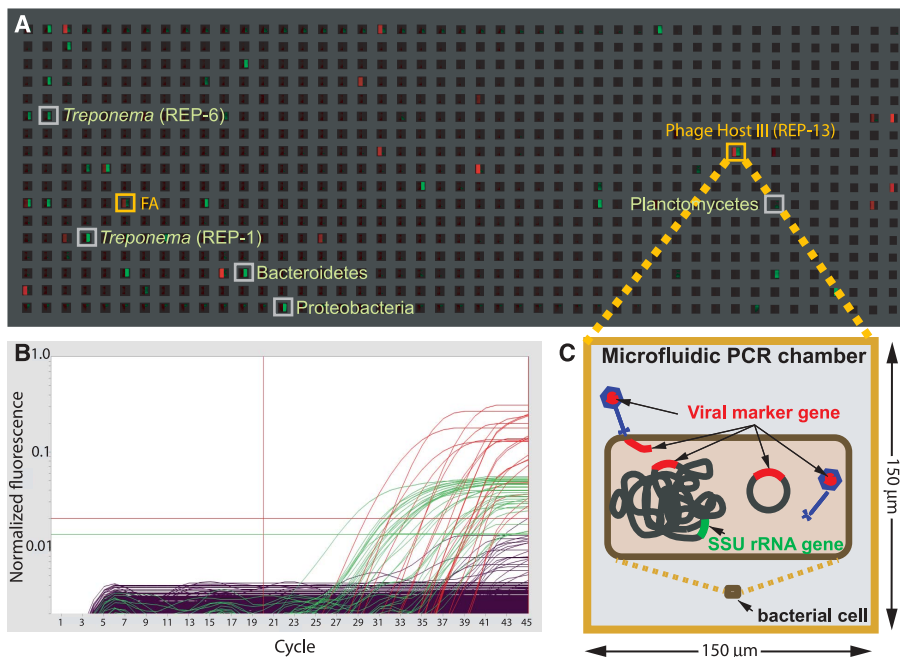 A
Treponema (REP-6)
Phage Host III (REP-13)
FA
Planctomycetes
Treponema (REP-1)
Bacteroidetes
Proteobacteria
B
1.0
0.1
0.01
Normalized fluorescence
1 3 5 7 9 11 13 15 17 19 21 23 25 27 29 31 33 35 37 39 41 43 45
Cycle
C
Microfluidic PCR chamber
Viral marker gene
SSU rRNA gene
bacterial cell
150 µm
150 µm